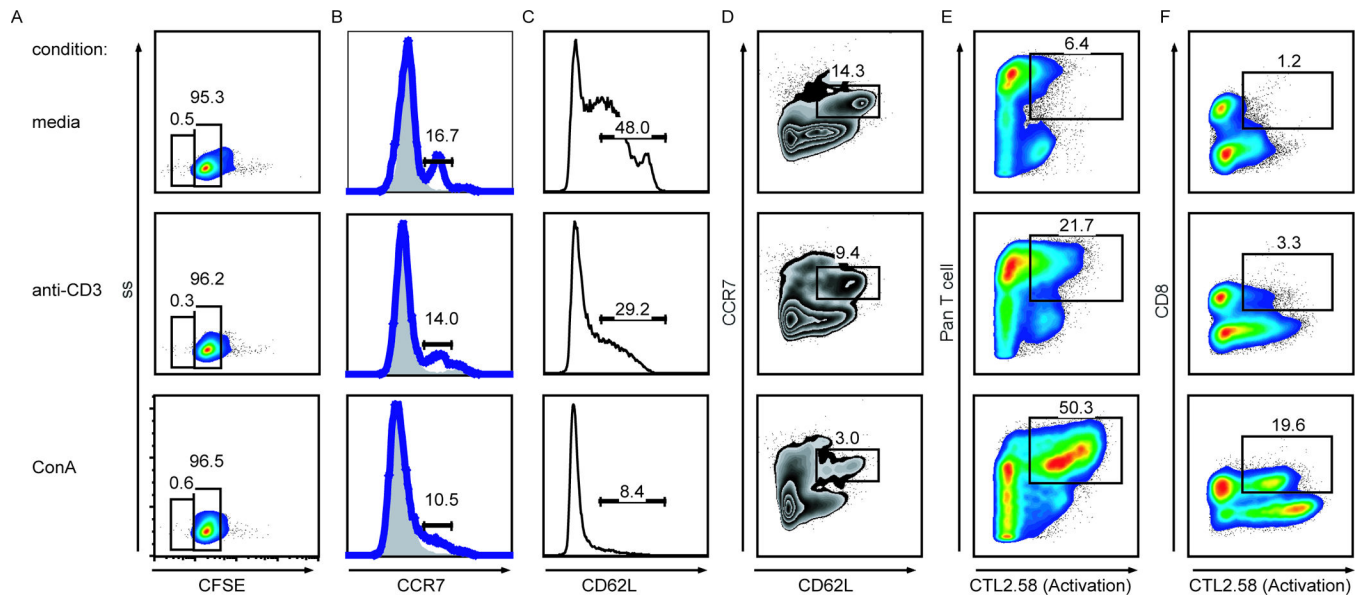 A B C D E F
condition:
media
95.3
0.5
16.7
48.0
14.3
6.4
1.2
anti-CD3
96.2
0.3
14.0
29.2
9.4
21.7
3.3
ConA
96.5
0.6
10.5
8.4
3.0
50.3
19.6
ss
CCR7
Pan T cell
CD8
CFSE CCR7 CD62L CD62L CTL2.58 (Activation) CTL2.58 (Activation)